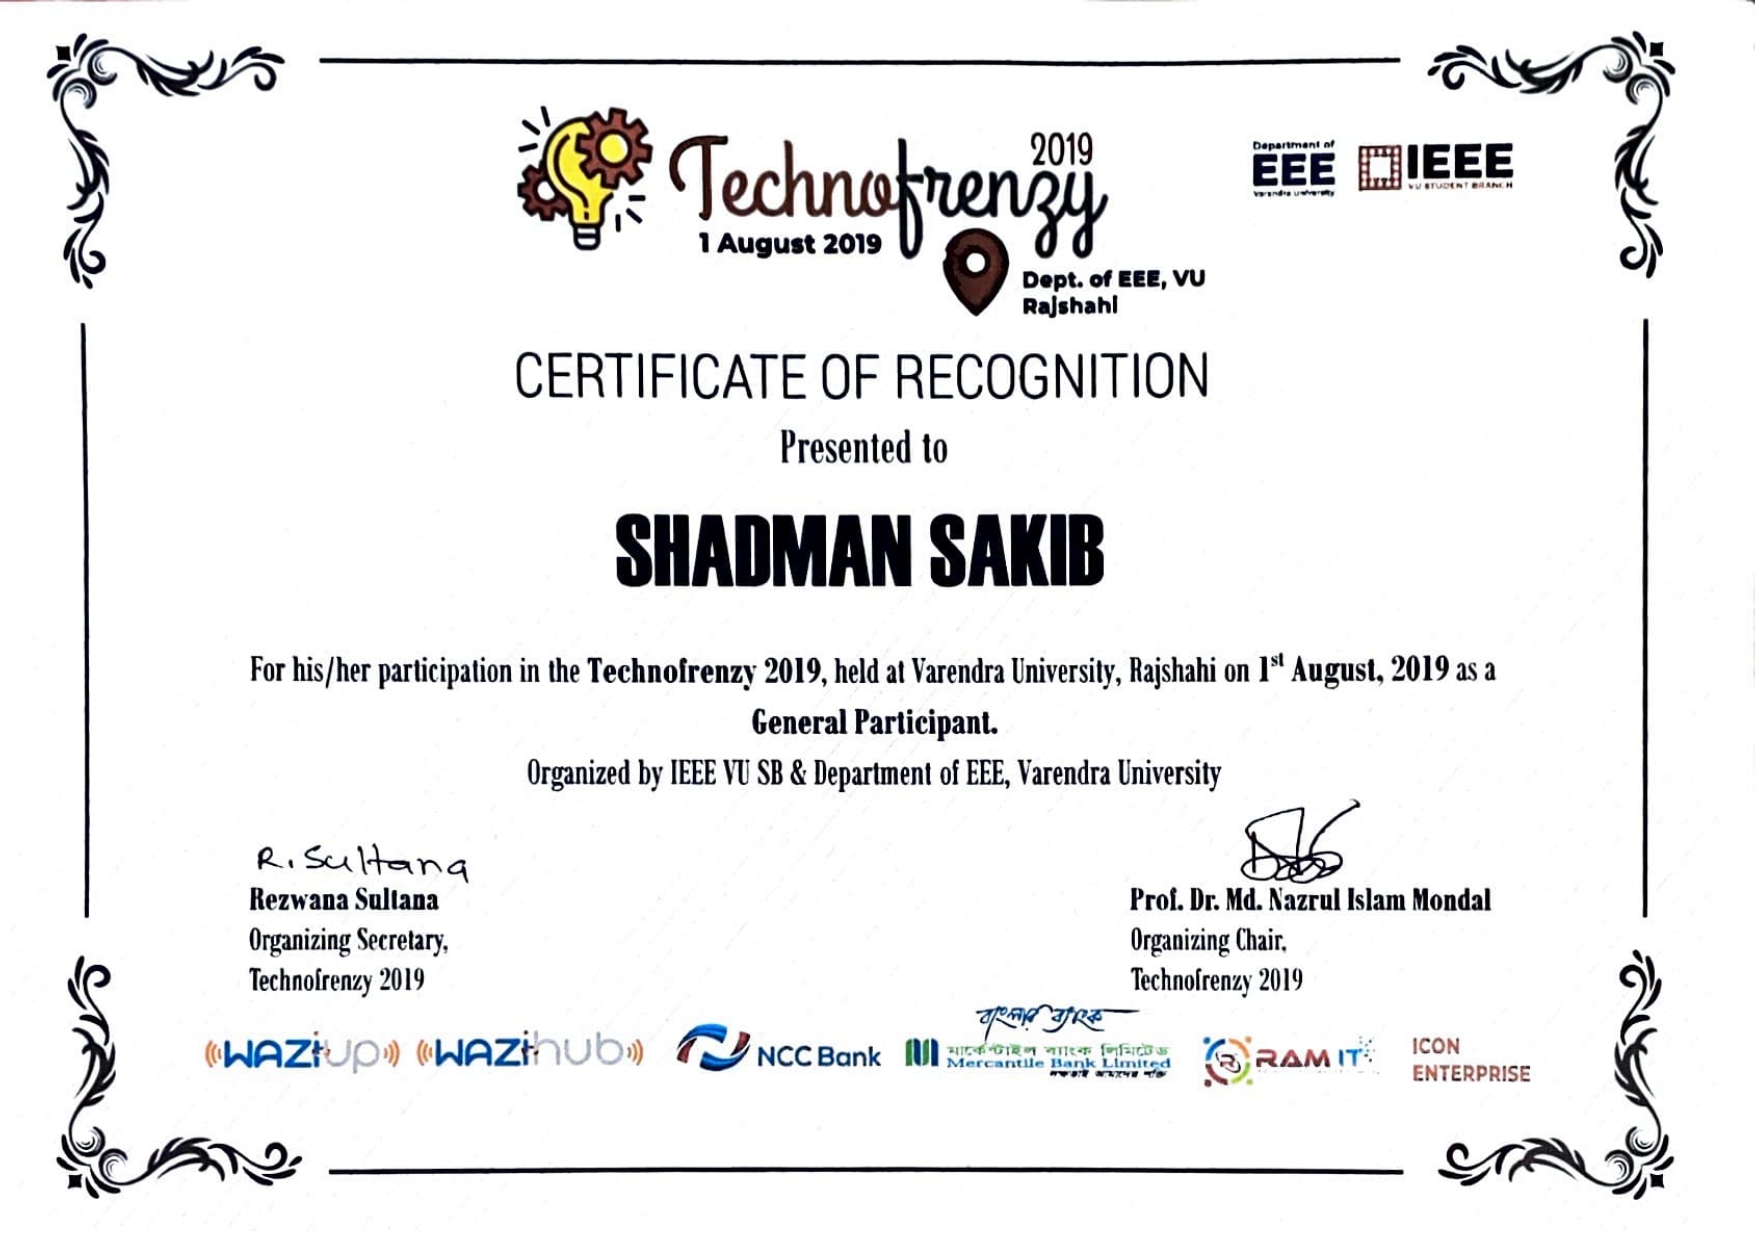 Technofrenzy 2019
1 August 2019
Dept. of EEE, VU
Rajshahi
Department of
EEE
Varendra University
IEEE
VU STUDENT BRANCH
CERTIFICATE OF RECOGNITION
Presented to
SHADMAN SAKIB
For his/her participation in the Technofrenzy 2019, held at Varendra University, Rajshahi on 1st August, 2019 as a
General Participant.
Organized by IEEE VU SB & Department of EEE, Varendra University
R. Sultana
Rezwana Sultana
Organizing Secretary,
Technofrenzy 2019
Prof. Dr. Md. Nazrul Islam Mondal
Organizing Chair,
Technofrenzy 2019
WAZIUP
WAZIHUB
NCC Bank
বাংলার ব্যাংক
মার্কেন্টাইল ব্যাংক লিমিটেড
Mercantile Bank Limited
RAM IT
ICON
ENTERPRISE